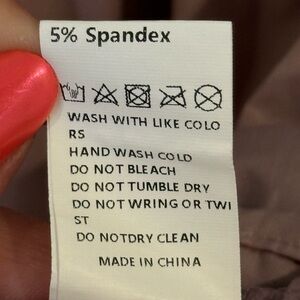 5% Spandex
WASH WITH LIKE COLO
RS
HAND WASH COLD
DO NOT BLEACH
DO NOT TUMBLE DRY
DO NOT WRING OR TWI
ST
DO NOTDRY CLEAN
MADE IN CHINA